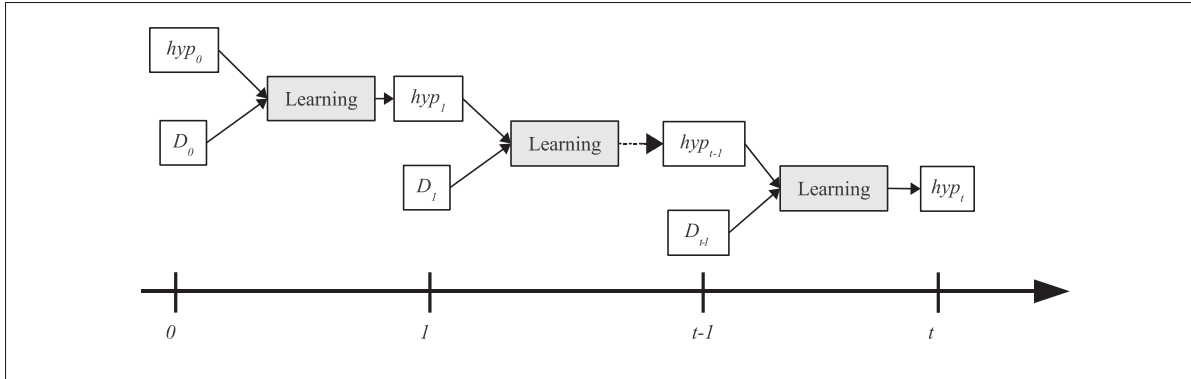 hyp₀
Learning
hyp₁
D₀
Learning
hypₜ₋₁
D₁
Learning
hypₜ
Dₜ₋₁
0 1 t-1 t